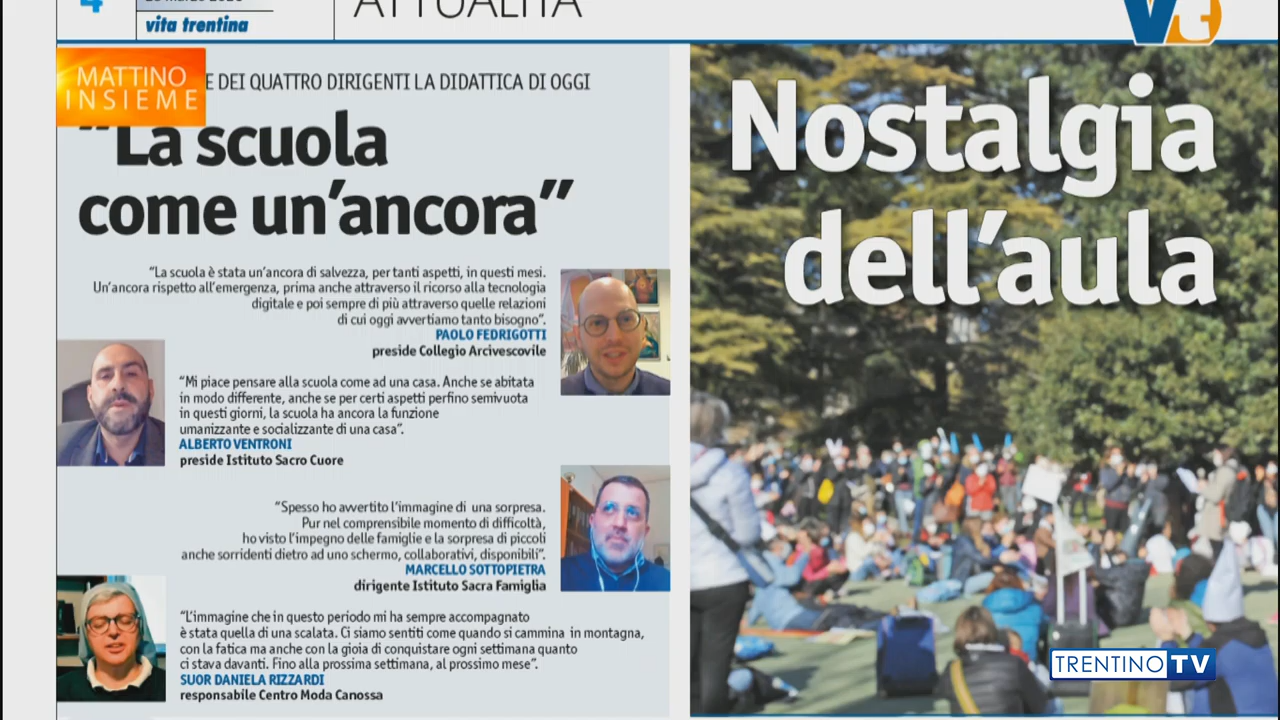 4
vita trentina
ATTUALITÀ
MATTINO
INSIEME
E DEI QUATTRO DIRIGENTI LA DIDATTICA DI OGGI
“La scuola
come un’ancora”
“La scuola è stata un’ancora di salvezza, per tanti aspetti, in questi mesi.
Un’ancora rispetto all’emergenza, prima anche attraverso il ricorso alla tecnologia
digitale e poi sempre di più attraverso quelle relazioni
di cui oggi avvertiamo tanto bisogno”.
PAOLO FEDRIGOTTI
preside Collegio Arcivescovile
“Mi piace pensare alla scuola come ad una casa. Anche se abitata
in modo differente, anche se per certi aspetti perfino semivuota
in questi giorni, la scuola ha ancora la funzione
umanizzante e socializzante di una casa”.
ALBERTO VENTRONI
preside Istituto Sacro Cuore
“Spesso ho avvertito l’immagine di una sorpresa.
Pur nel comprensibile momento di difficoltà,
ho visto l’impegno delle famiglie e la sorpresa di piccoli
anche sorridenti dietro ad uno schermo, collaborativi, disponibili”.
MARCELLO SOTTOPIETRA
dirigente Istituto Sacra Famiglia
“L’immagine che in questo periodo mi ha sempre accompagnato
è stata quella di una scalata. Ci siamo sentiti come quando si cammina in montagna,
con la fatica ma anche con la gioia di conquistare ogni settimana quanto
ci stava davanti. Fino alla prossima settimana, al prossimo mese”.
SUOR DANIELA RIZZARDI
responsabile Centro Moda Canossa
Nostalgia
dell’aula
TRENTINO TV